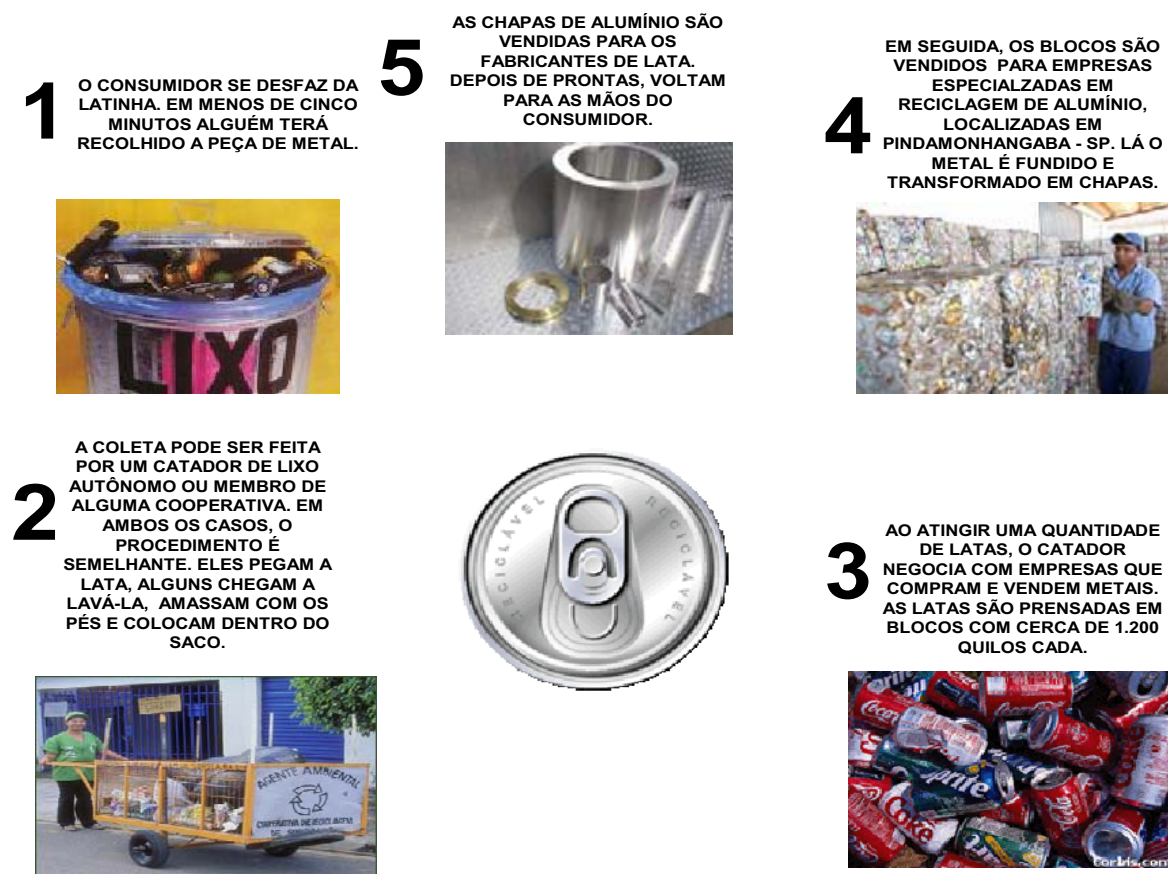 1
O CONSUMIDOR SE DESFAZ DA
LATINHA. EM MENOS DE CINCO
MINUTOS ALGUÉM TERÁ
RECOLHIDO A PEÇA DE METAL.
LIXO
2
A COLETA PODE SER FEITA
POR UM CATADOR DE LIXO
AUTÔNOMO OU MEMBRO DE
ALGUMA COOPERATIVA. EM
AMBOS OS CASOS, O
PROCEDIMENTO É
SEMELHANTE. ELES PEGAM A
LATA, ALGUNS CHEGAM A
LAVÁ-LA, AMASSAM COM OS
PÉS E COLOCAM DENTRO DO
SACO.
AGENTE AMBIENTAL
COOPERATIVA DE RECICLAGEM
3
AO ATINGIR UMA QUANTIDADE
DE LATAS, O CATADOR
NEGOCIA COM EMPRESAS QUE
COMPRAM E VENDEM METAIS.
AS LATAS SÃO PRENSADAS EM
BLOCOS COM CERCA DE 1.200
QUILOS CADA.
Sprite
Coke
Sprite
Coke
4
EM SEGUIDA, OS BLOCOS SÃO
VENDIDOS PARA EMPRESAS
ESPECIALZADAS EM
RECICLAGEM DE ALUMÍNIO,
LOCALIZADAS EM
PINDAMONHANGABA - SP. LÁ O
METAL É FUNDIDO E
TRANSFORMADO EM CHAPAS.
5
AS CHAPAS DE ALUMÍNIO SÃO
VENDIDAS PARA OS
FABRICANTES DE LATA.
DEPOIS DE PRONTAS, VOLTAM
PARA AS MÃOS DO
CONSUMIDOR.
RECICLÁVEL
RECICLÁVEL